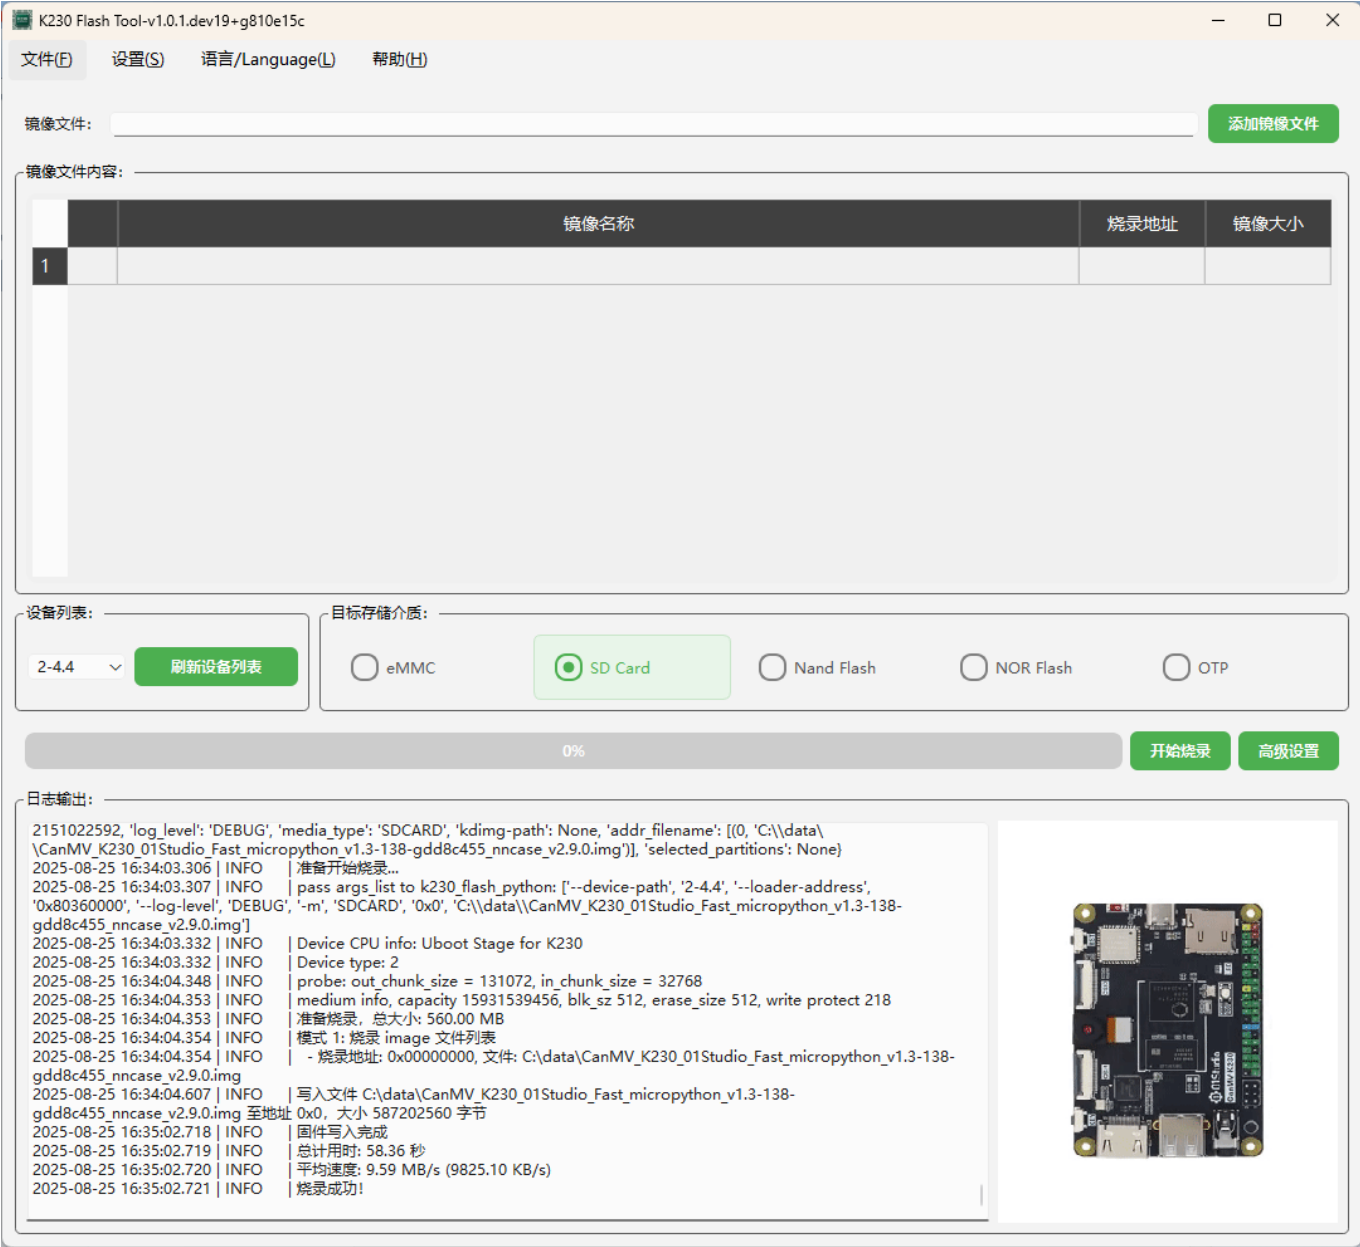 K230 Flash Tool-v1.0.1.dev19+g810e15c
文件(F) 设置(S) 语言/Language(L) 帮助(H)
镜像文件: 添加镜像文件
镜像文件内容:
镜像名称 烧录地址 镜像大小
1
设备列表: 目标存储介质:
2-4.4 刷新设备列表 eMMC SD Card Nand Flash NOR Flash OTP
0% 开始烧录 高级设置
日志输出:
2151022592, 'log_level': 'DEBUG', 'media_type': 'SDCARD', 'kdimg-path': None, 'addr_filename': [(0, 'C:\\data\
\CanMV_K230_01Studio_Fast_micropython_v1.3-138-gdd8c455_nncase_v2.9.0.img')], 'selected_partitions': None}
2025-08-25 16:34:03.306 | INFO | 准备开始烧录...
2025-08-25 16:34:03.307 | INFO | pass args_list to k230_flash_python: ['--device-path', '2-4.4', '--loader-address',
'0x80360000', '--log-level', 'DEBUG', '-m', 'SDCARD', '0x0', 'C:\\data\\CanMV_K230_01Studio_Fast_micropython_v1.3-138-
gdd8c455_nncase_v2.9.0.img']
2025-08-25 16:34:03.332 | INFO | Device CPU info: Uboot Stage for K230
2025-08-25 16:34:03.332 | INFO | Device type: 2
2025-08-25 16:34:04.348 | INFO | probe: out_chunk_size = 131072, in_chunk_size = 32768
2025-08-25 16:34:04.353 | INFO | medium info, capacity 15931539456, blk_sz 512, erase_size 512, write protect 218
2025-08-25 16:34:04.353 | INFO | 准备烧录，总大小: 560.00 MB
2025-08-25 16:34:04.354 | INFO | 模式 1: 烧录 image 文件列表
2025-08-25 16:34:04.354 | INFO | - 烧录地址: 0x00000000, 文件: C:\data\CanMV_K230_01Studio_Fast_micropython_v1.3-138-
gdd8c455_nncase_v2.9.0.img
2025-08-25 16:34:04.607 | INFO | 写入文件 C:\data\CanMV_K230_01Studio_Fast_micropython_v1.3-138-
gdd8c455_nncase_v2.9.0.img 至地址 0x0，大小 587202560 字节
2025-08-25 16:35:02.718 | INFO | 固件写入完成
2025-08-25 16:35:02.719 | INFO | 总计用时: 58.36 秒
2025-08-25 16:35:02.720 | INFO | 平均速度: 9.59 MB/s (9825.10 KB/s)
2025-08-25 16:35:02.721 | INFO | 烧录成功!
01Studio
CanMV K230